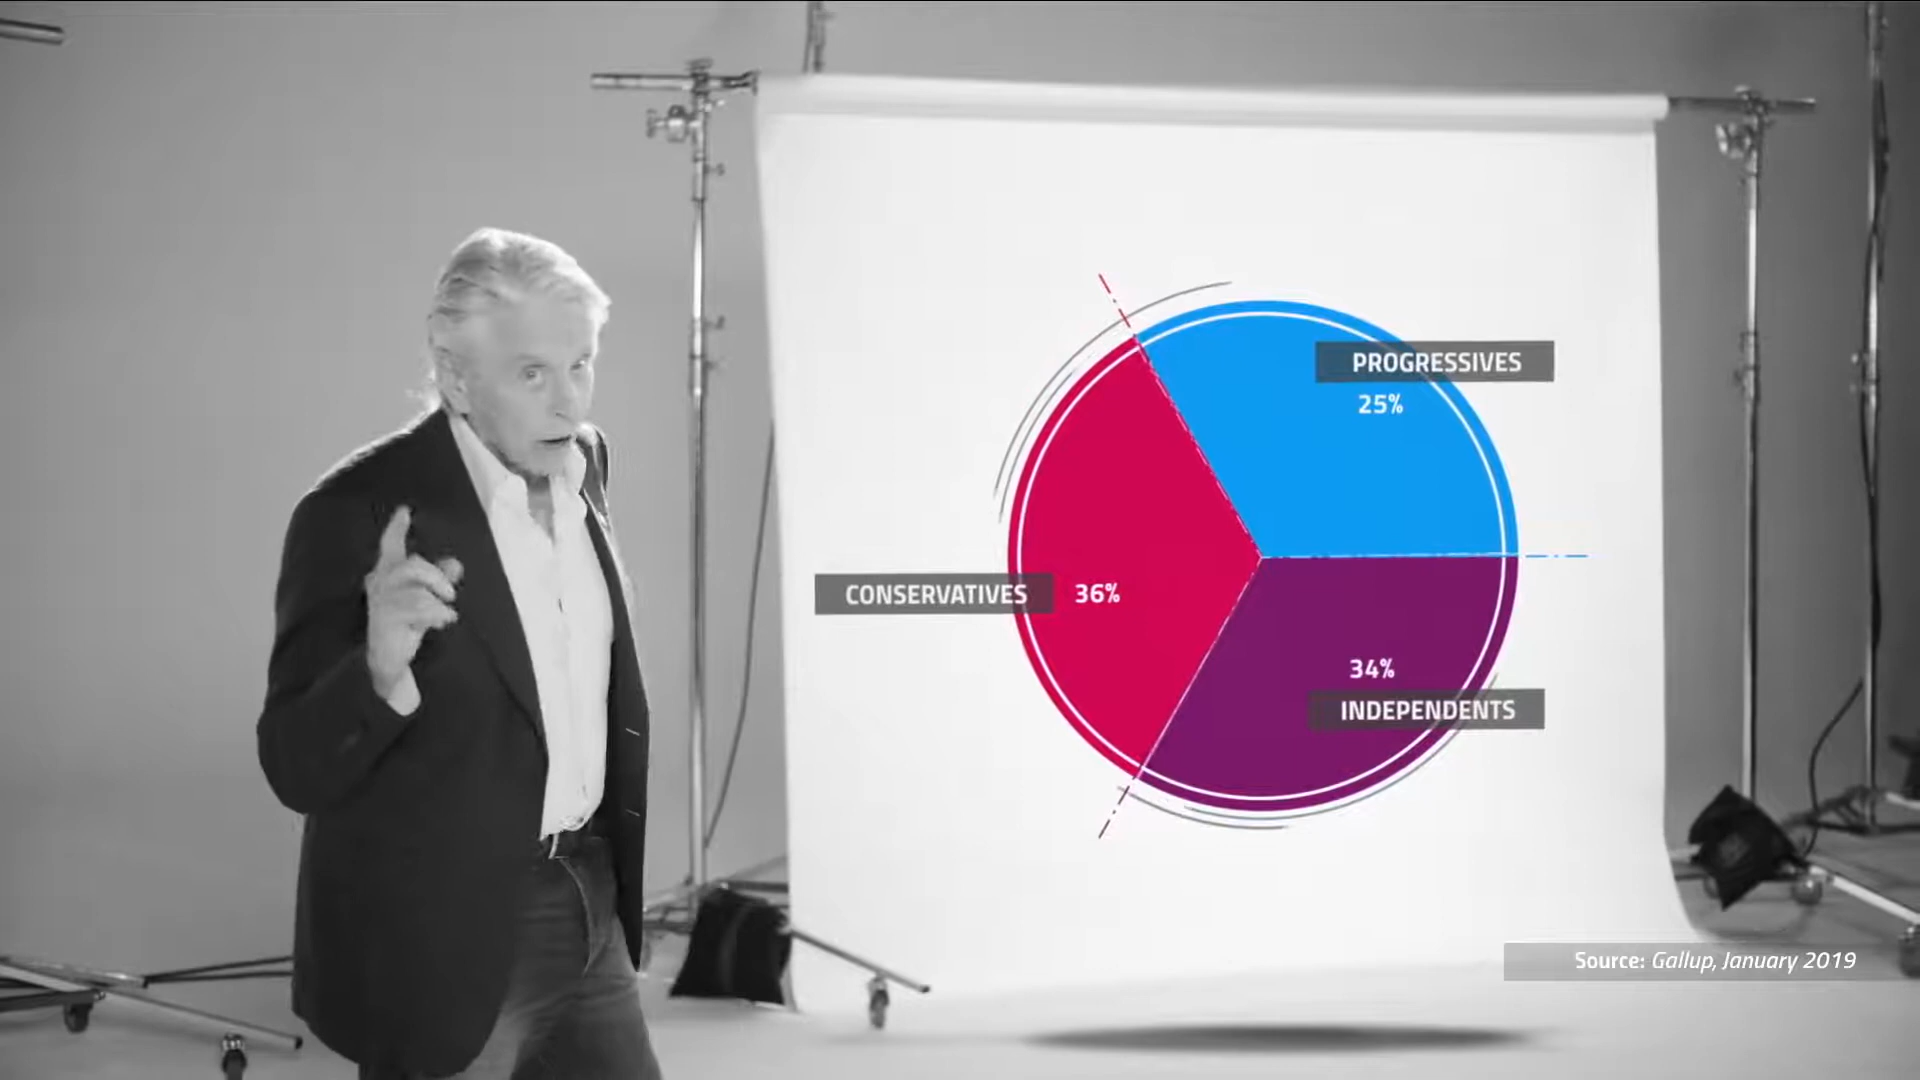 PROGRESSIVES
25%
CONSERVATIVES 36%
34%
INDEPENDENTS
Source: Gallup, January 2019